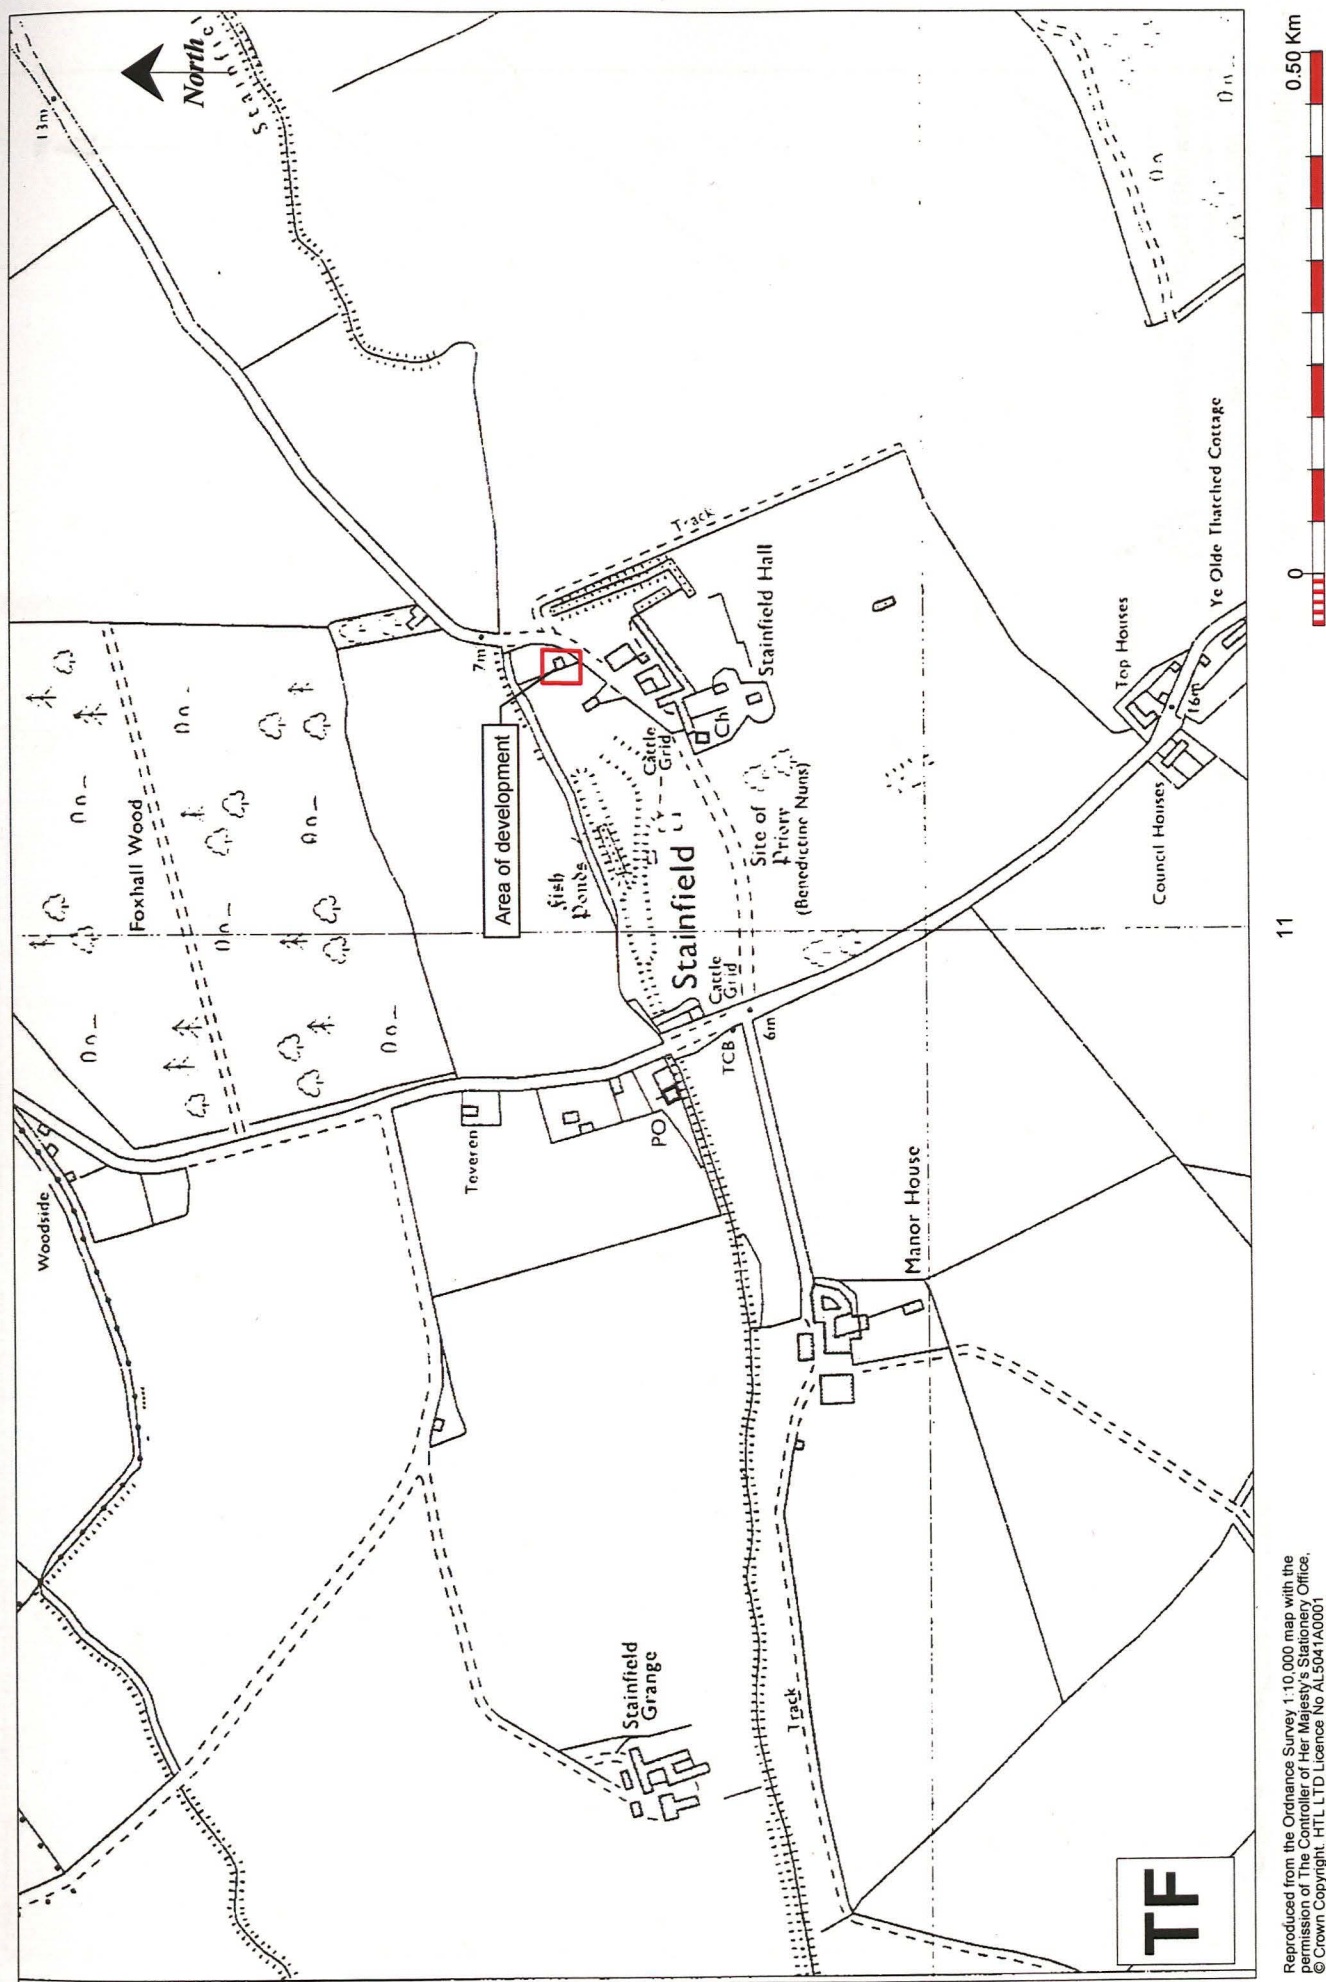 13m
North
Stainfie
Woodside
Foxhall Wood
7m
Area of development
Teveren
Fish
Ponds
PO
Cattle
Grid
Stainfield
Cattle
Grid
TCB
6m
Site of
Priory
(Benedictine Nuns)
Ch
Stainfield Hall
Track
Stainfield
Grange
Track
Manor House
Top Houses
16m
Council Houses
Ye Olde Thatched Cottage
TF
11
0
0.50 Km
Reproduced from the Ordnance Survey 1:10,000 map with the
permission of The Controller of Her Majesty's Stationery Office,
© Crown Copyright. HTL LTD Licence No AL5041A0001